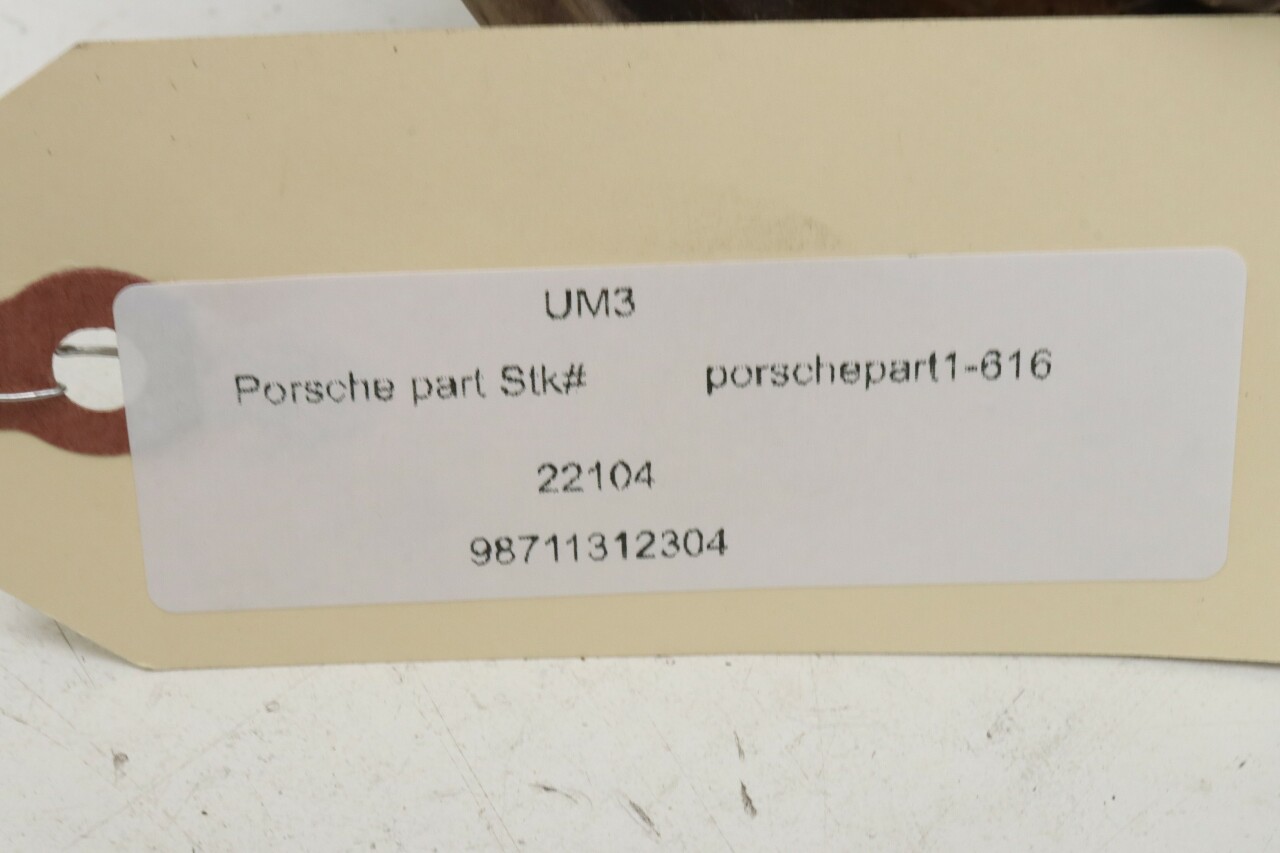 UM3
Porsche part Stk# porschepart1-616
22104
98711312304